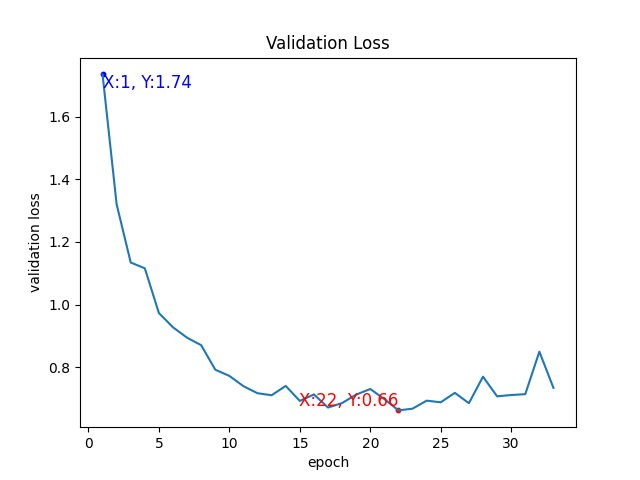 Validation Loss
X:1, Y:1.74
1.6
1.4
1.2
1.0
0.8
validation loss
X:22, Y:0.66
0 5 10 15 20 25 30
epoch